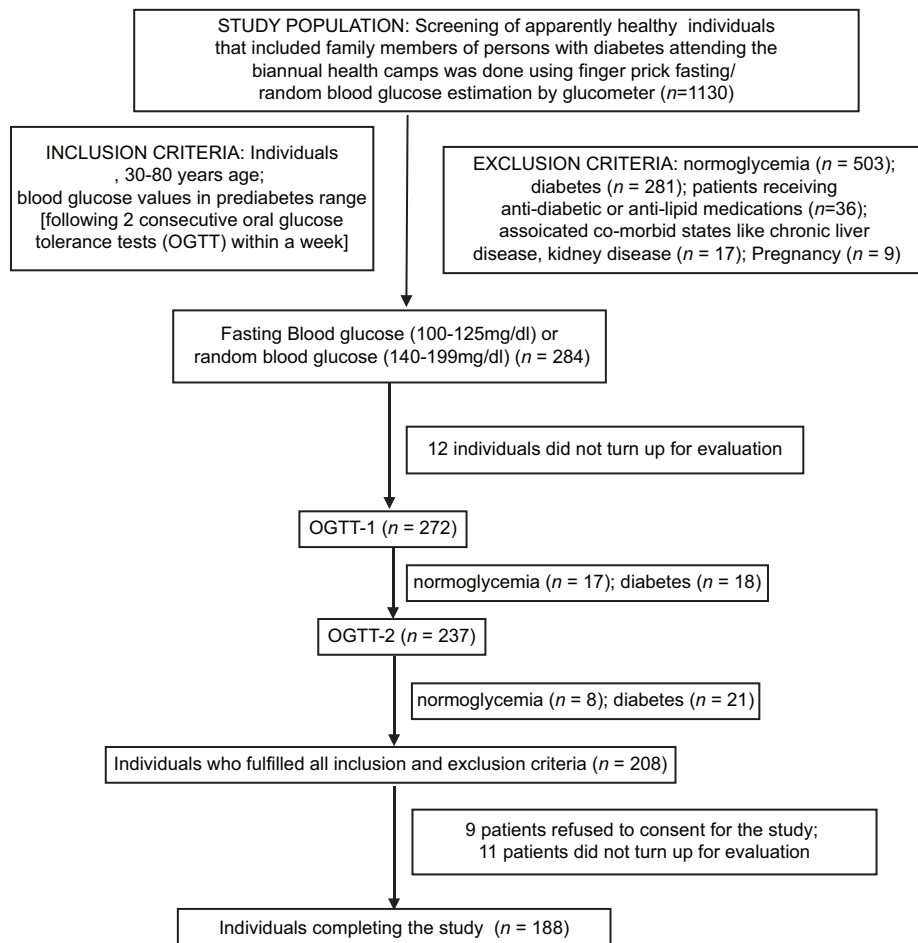 STUDY POPULATION: Screening of apparently healthy individuals
that included family members of persons with diabetes attending the
biannual health camps was done using finger prick fasting/
random blood glucose estimation by glucometer (n=1130)
INCLUSION CRITERIA: Individuals
, 30-80 years age;
blood glucose values in prediabetes range
[following 2 consecutive oral glucose
tolerance tests (OGTT) within a week]
EXCLUSION CRITERIA: normoglycemia (n = 503);
diabetes (n = 281); patients receiving
anti-diabetic or anti-lipid medications (n=36);
assoicated co-morbid states like chronic liver
disease, kidney disease (n = 17); Pregnancy (n = 9)
Fasting Blood glucose (100-125mg/dl) or
random blood glucose (140-199mg/dl) (n = 284)
12 individuals did not turn up for evaluation
OGTT-1 (n = 272)
normoglycemia (n = 17); diabetes (n = 18)
OGTT-2 (n = 237)
normoglycemia (n = 8); diabetes (n = 21)
Individuals who fulfilled all inclusion and exclusion criteria (n = 208)
9 patients refused to consent for the study;
11 patients did not turn up for evaluation
Individuals completing the study (n = 188)